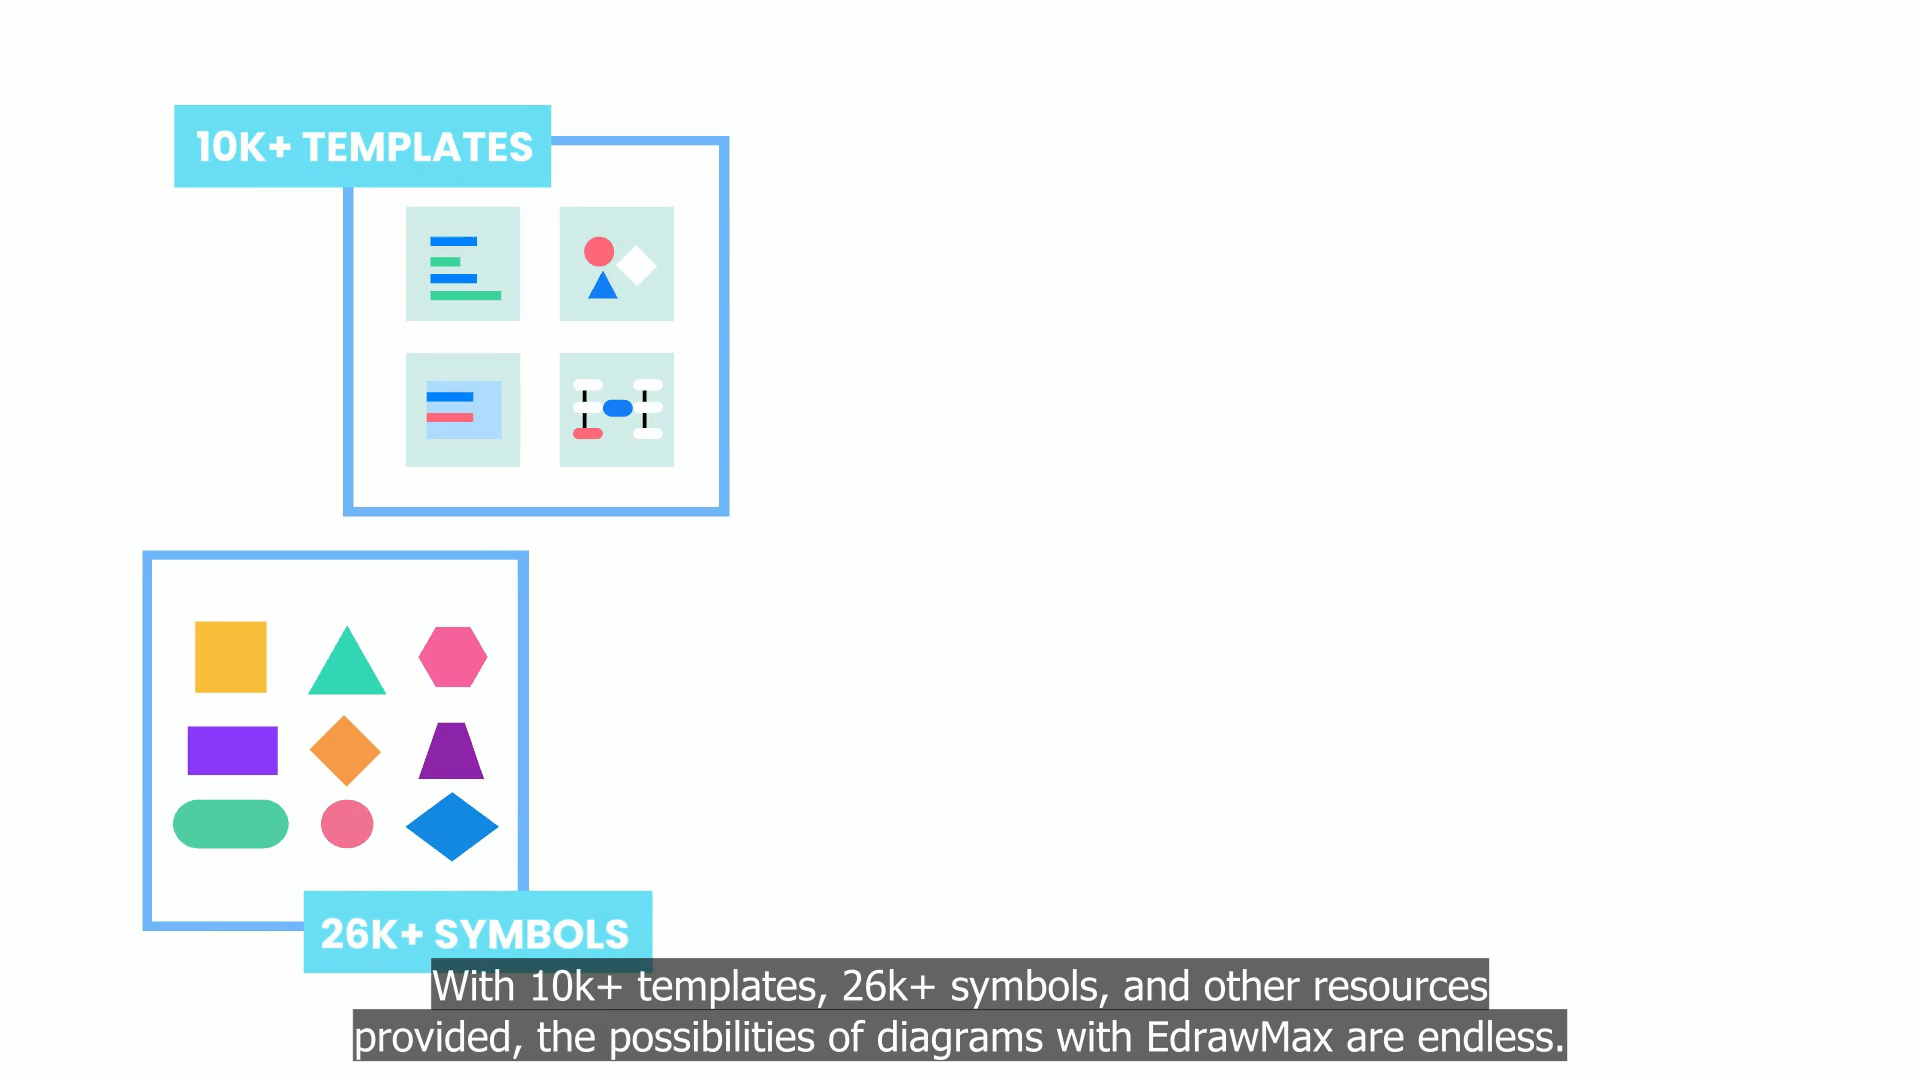 10K+ TEMPLATES
26K+ SYMBOLS
With 10k+ templates, 26k+ symbols, and other resources
provided, the possibilities of diagrams with EdrawMax are endless.